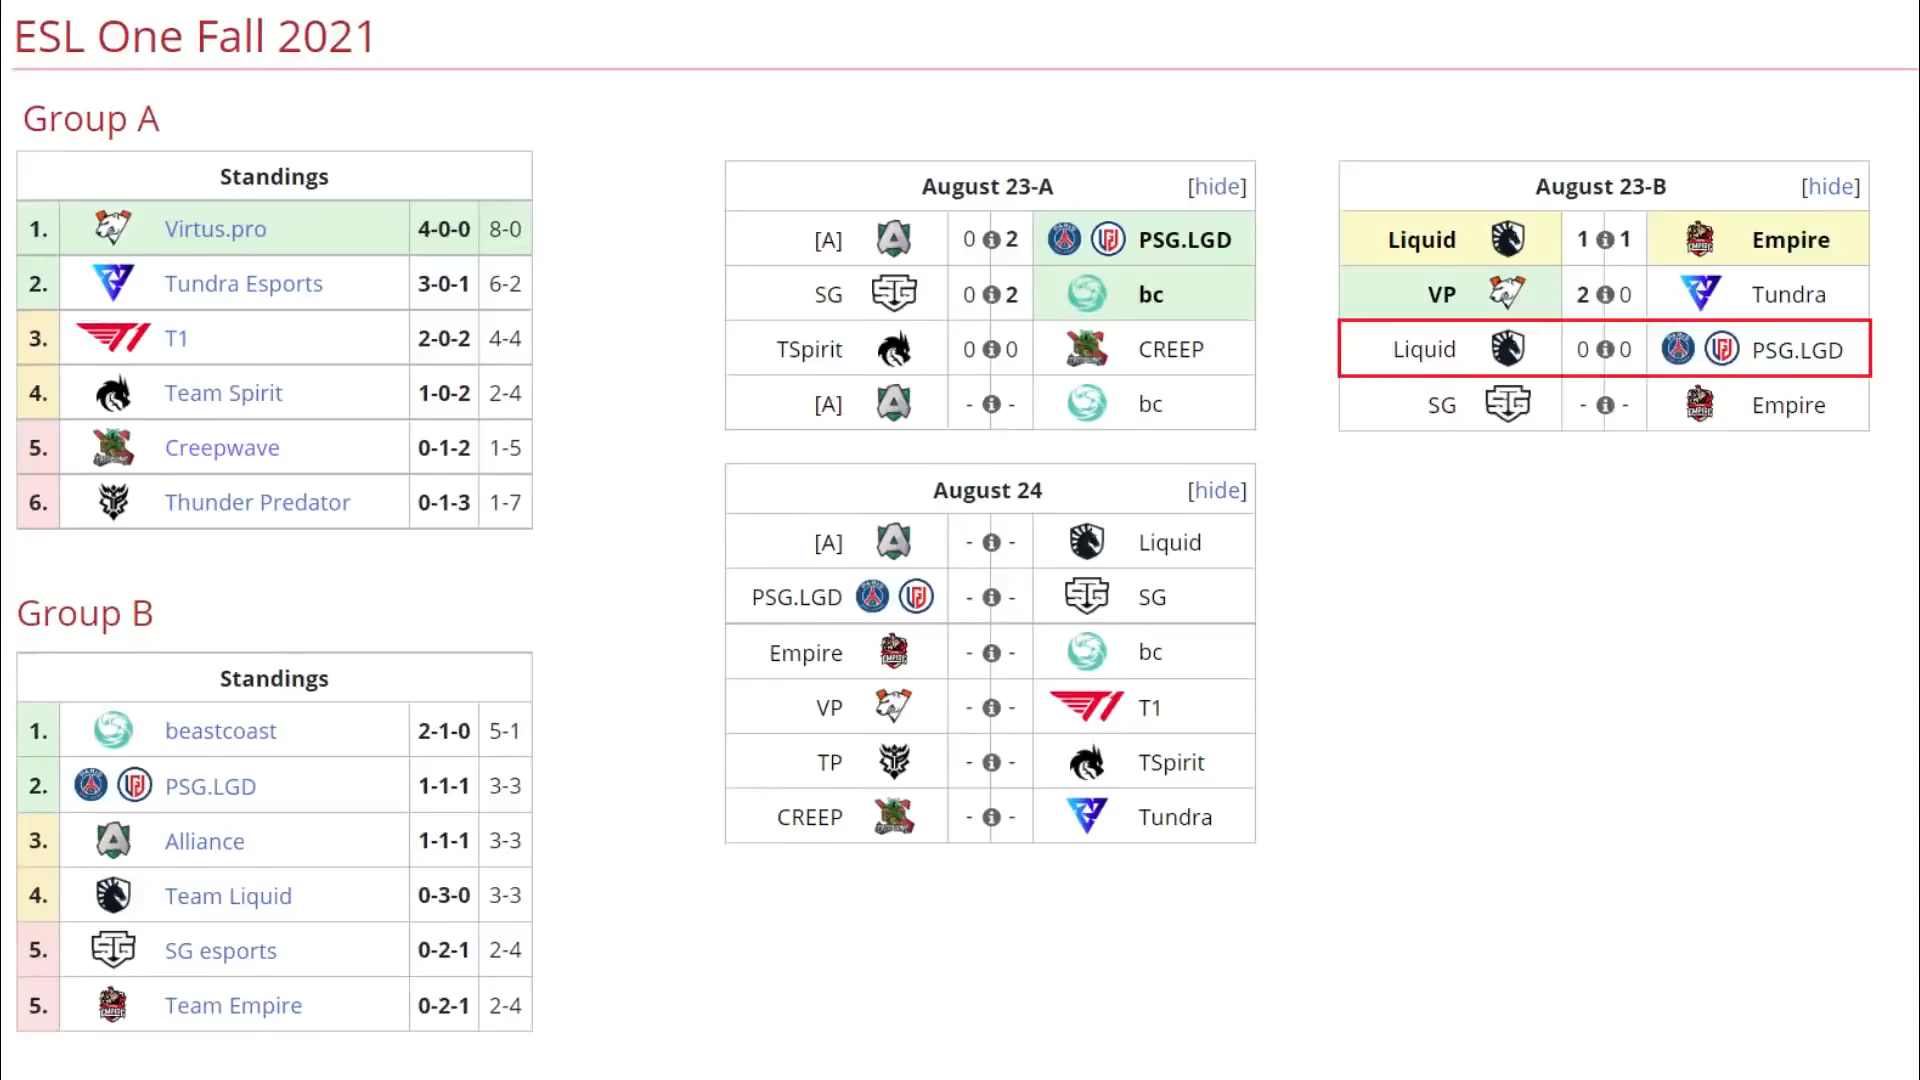 ESL One Fall 2021
Group A
Standings
1. Virtus.pro 4-0-0 8-0
2. Tundra Esports 3-0-1 6-2
3. T1 2-0-2 4-4
4. Team Spirit 1-0-2 2-4
5. Creepwave 0-1-2 1-5
6. Thunder Predator 0-1-3 1-7
Group B
Standings
1. beastcoast 2-1-0 5-1
2. PSG.LGD 1-1-1 3-3
3. Alliance 1-1-1 3-3
4. Team Liquid 0-3-0 3-3
5. SG esports 0-2-1 2-4
5. Team Empire 0-2-1 2-4
August 23-A [hide]
[A] 0 2 PSG.LGD
SG 0 2 bc
TSpirit 0 0 CREEP
[A] - - bc
August 24 [hide]
[A] - - Liquid
PSG.LGD - - SG
Empire - - bc
VP - - T1
TP - - TSpirit
CREEP - - Tundra
August 23-B [hide]
Liquid 1 1 Empire
VP 2 0 Tundra
Liquid 0 0 PSG.LGD
SG - - Empire